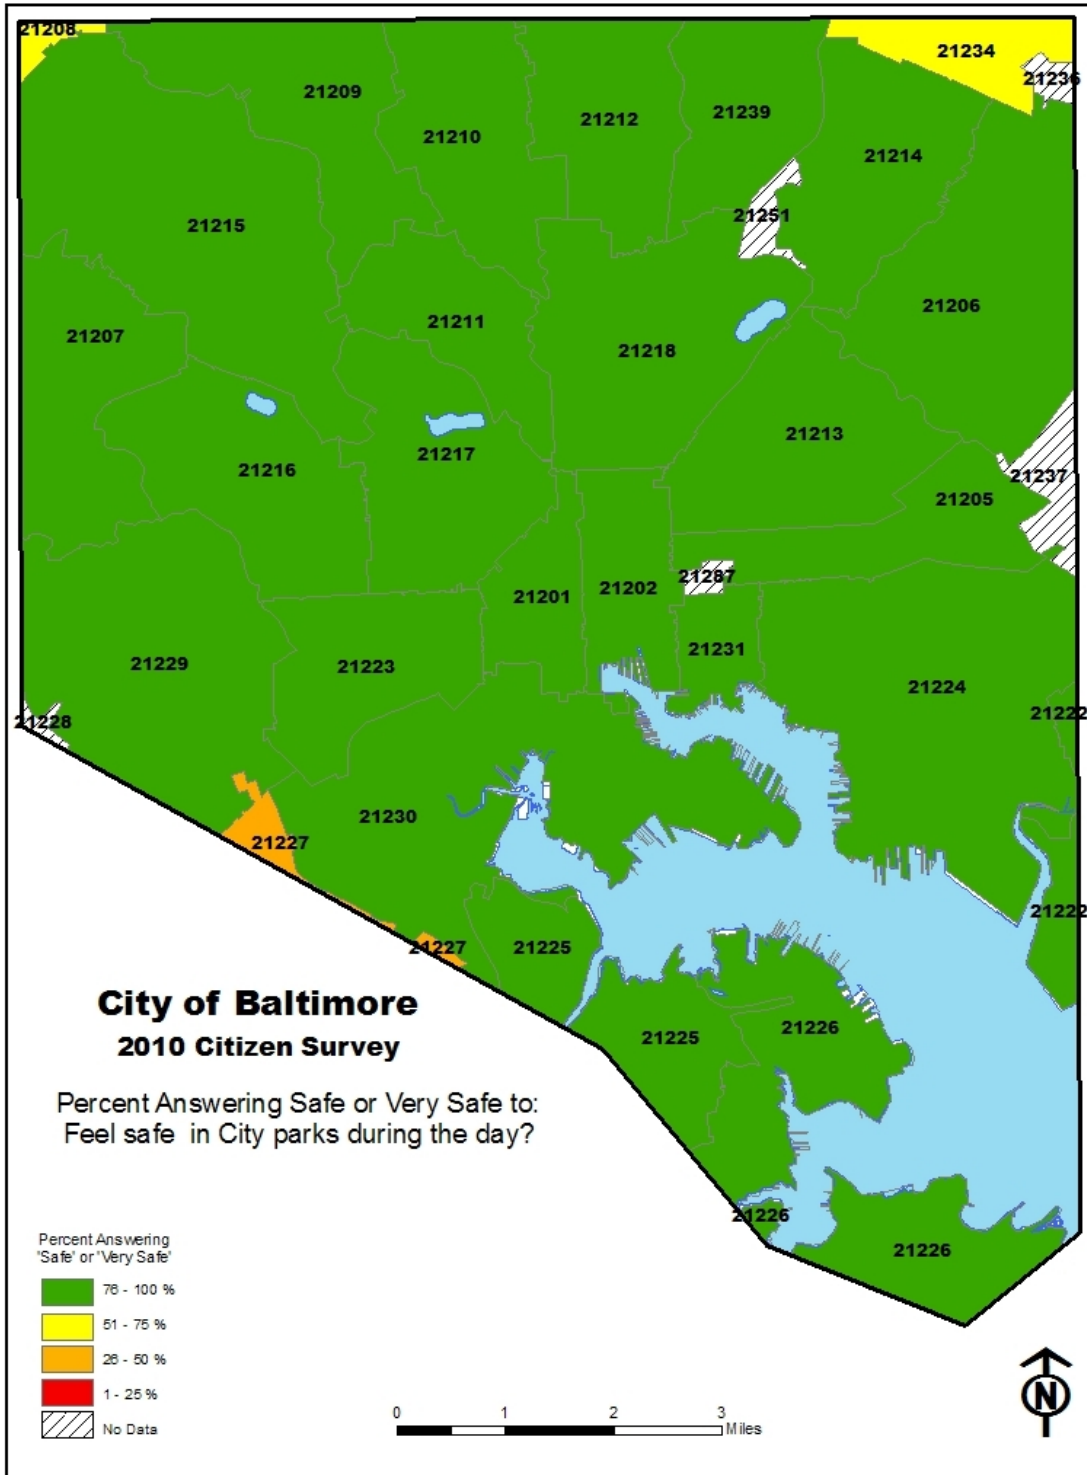 21208
21234
21236
21209
21210
21212
21239
21214
21251
21215
21206
21207
21211
21218
21213
21217
21216
21237
21205
21287
21201
21202
21231
21229
21223
21224
21228
21222
21230
21227
21222
21227
21225
City of Baltimore
2010 Citizen Survey
21225
21226
Percent Answering Safe or Very Safe to:
Feel safe in City parks during the day?
21226
21226
Percent Answering
'Safe' or 'Very Safe'
76 - 100 %
51 - 75 %
26 - 50 %
1 - 25 %
No Data
0 1 2 3
Miles
N